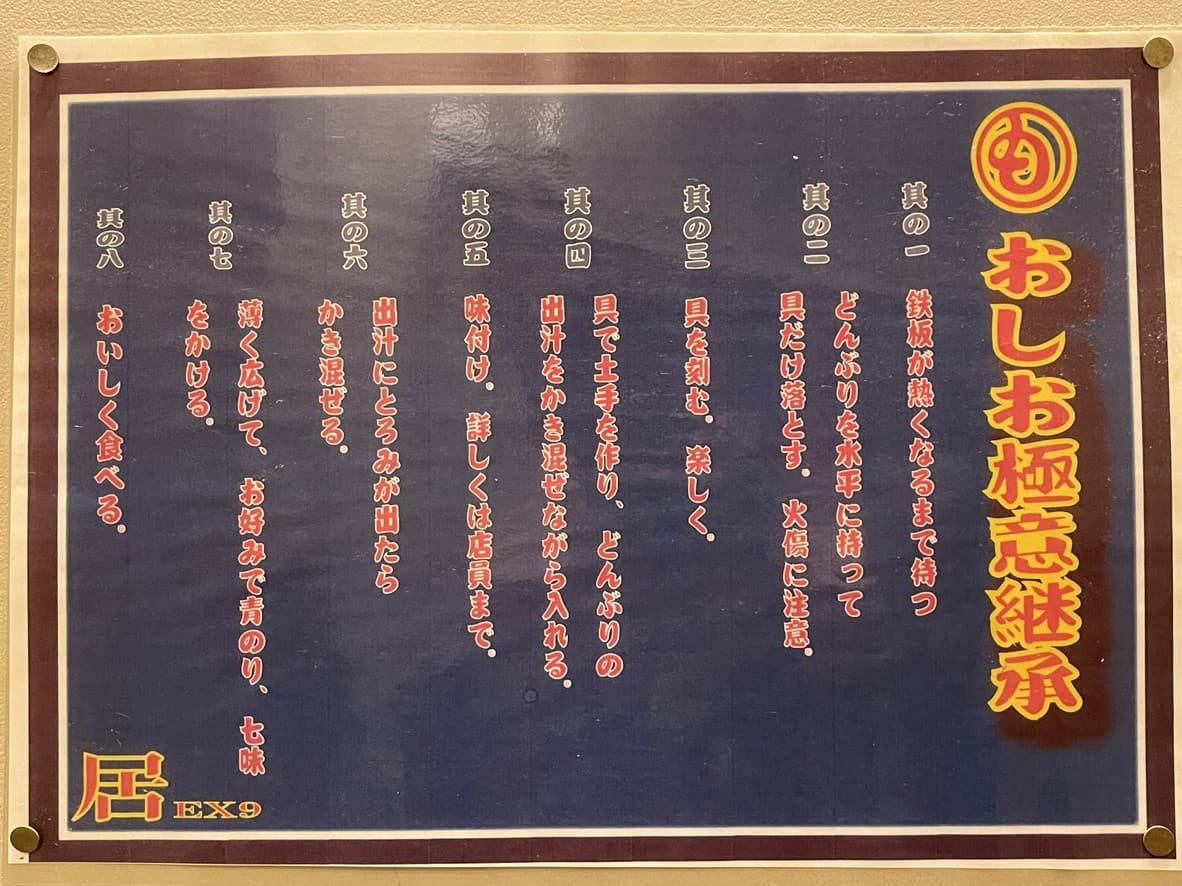 も
おしお極意継承
其の一
鉄板が熱くなるまで待つ
其の二
どんぶりを水平に持って
具だけ落とす。火傷に注意。
其の三
具を刻む。楽しく。
其の四
具で土手を作り、どんぶりの
出汁をかき混ぜながら入れる。
其の五
味付け。詳しくは店員まで。
其の六
出汁にとろみが出たら
かき混ぜる。
其の七
薄く広げて、お好みで青のり、七味
をかける。
其の八
おいしく食べる。
居 EX9